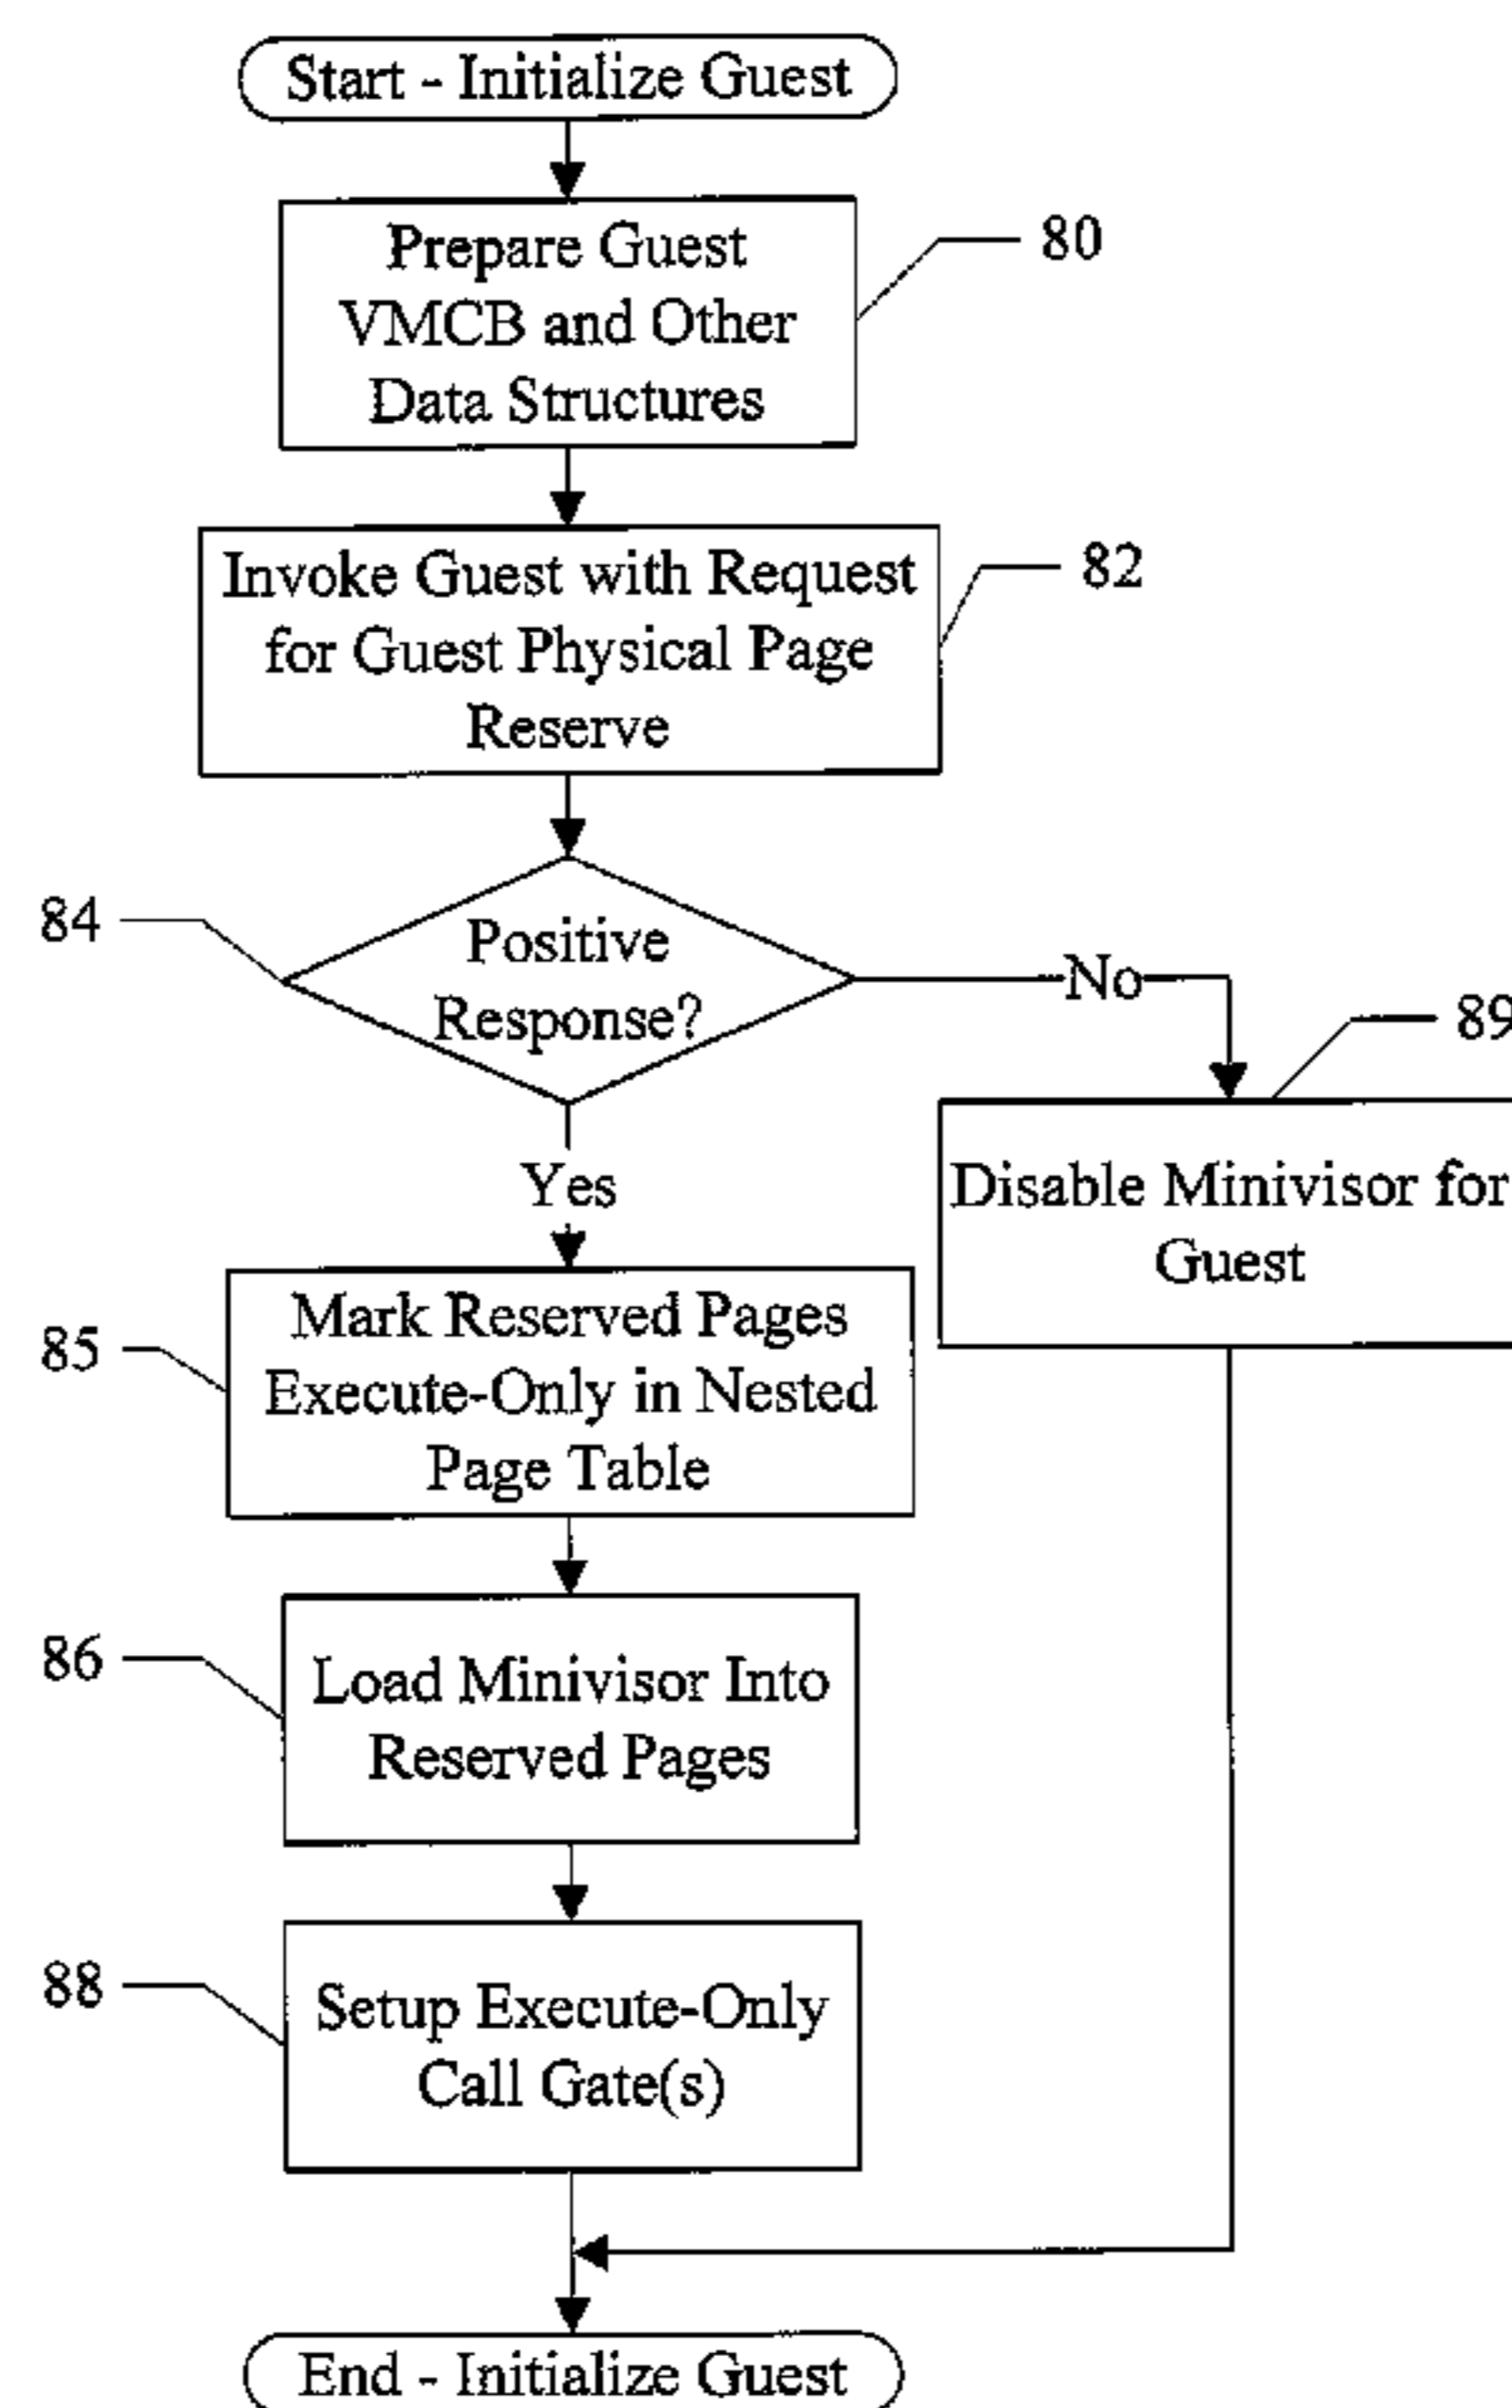 Start - Initialize Guest
Prepare Guest
VMCB and Other
Data Structures
80
Invoke Guest with Request
for Guest Physical Page
Reserve
82
84
Positive
Response?
No
89
Yes
Disable Minivisor for
Guest
85
Mark Reserved Pages
Execute-Only in Nested
Page Table
86
Load Minivisor Into
Reserved Pages
88
Setup Execute-Only
Call Gate(s)
End - Initialize Guest